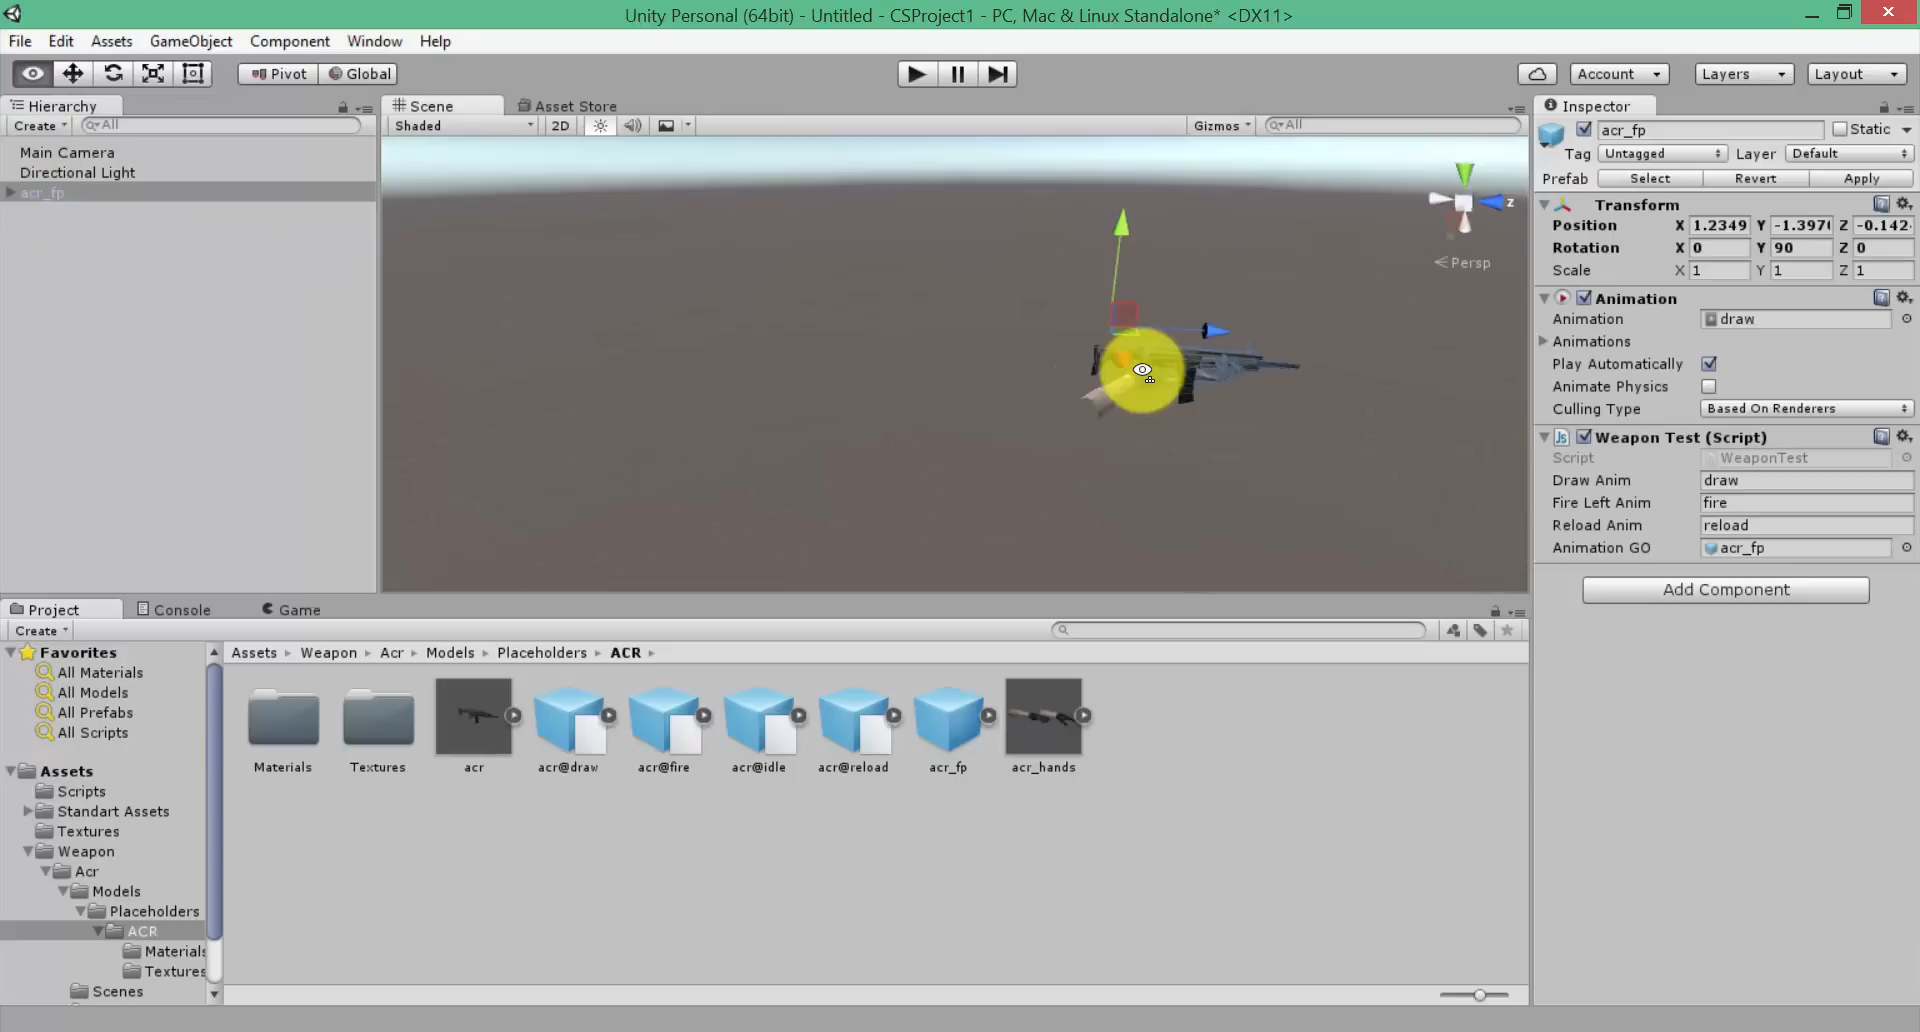 Unity Personal (64bit) - Untitled - CSProject1 - PC, Mac & Linux Standalone* <DX11>
File Edit Assets GameObject Component Window Help
Pivot Global Account Layers Layout
Hierarchy
Create All
Main Camera
Directional Light
acr_fp
Scene Asset Store
Shaded 2D Gizmos All
z
Persp
Inspector
acr_fp Static
Tag Untagged Layer Default
Prefab Select Revert Apply
Transform
Position X 1.2349 Y -1.397 Z -0.142
Rotation X 0 Y 90 Z 0
Scale X 1 Y 1 Z 1
Animation
Animation draw
Animations
Play Automatically
Animate Physics
Culling Type Based On Renderers
Js Weapon Test (Script)
Script WeaponTest
Draw Anim draw
Fire Left Anim fire
Reload Anim reload
Animation GO acr_fp
Add Component
Project Console Game
Create
Favorites
All Materials
All Models
All Prefabs
All Scripts
Assets
Scripts
Standart Assets
Textures
Weapon
Acr
Models
Placeholders
ACR
Materials
Textures
Scenes
Assets Weapon Acr Models Placeholders ACR
Materials Textures acr acr@draw acr@fire acr@idle acr@reload acr_fp acr_hands